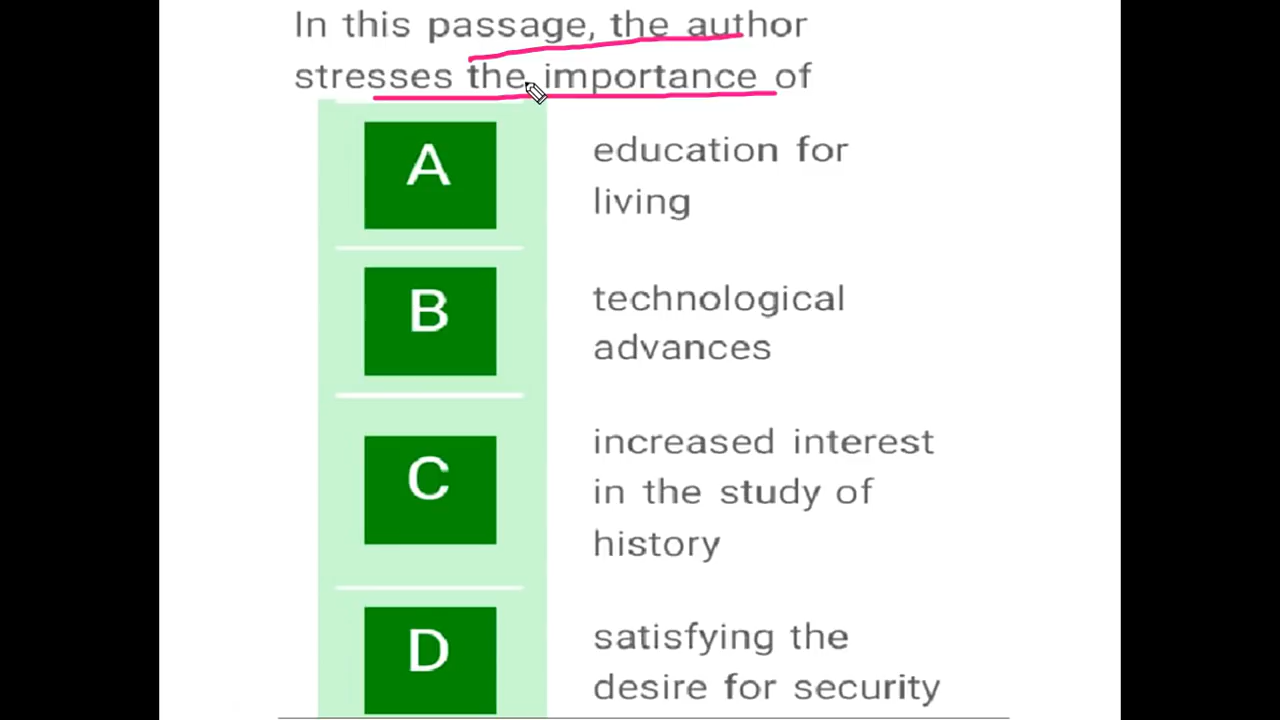 In this passage, the author
stresses the importance of
A
education for
living
B
technological
advances
C
increased interest
in the study of
history
D
satisfying the
desire for security